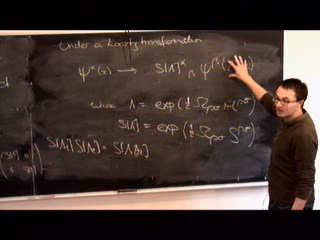 Under a Lorentz transformation
ψ^α(x) → S[Λ]^α_β ψ^β(
where Λ = exp(½ Ω_ρσ M^ρσ)
S[Λ] = exp(½ Ω_ρσ S^ρσ)
S[Λ₁]S[Λ₂] = S[Λ₁Λ₂]